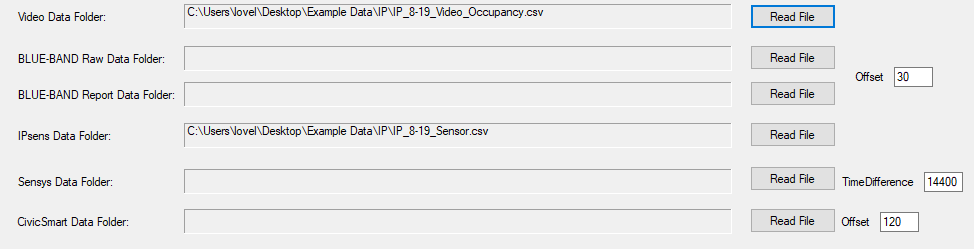 Video Data Folder: C:\Users\lovel\Desktop\Example Data\IP\IP_8-19_Video_Occupancy.csv Read File
BLUE-BAND Raw Data Folder: Read File
Offset 30
BLUE-BAND Report Data Folder: Read File
IPsens Data Folder: C:\Users\lovel\Desktop\Example Data\IP\IP_8-19_Sensor.csv Read File
Sensys Data Folder: Read File TimeDifference 14400
CivicSmart Data Folder: Read File Offset 120